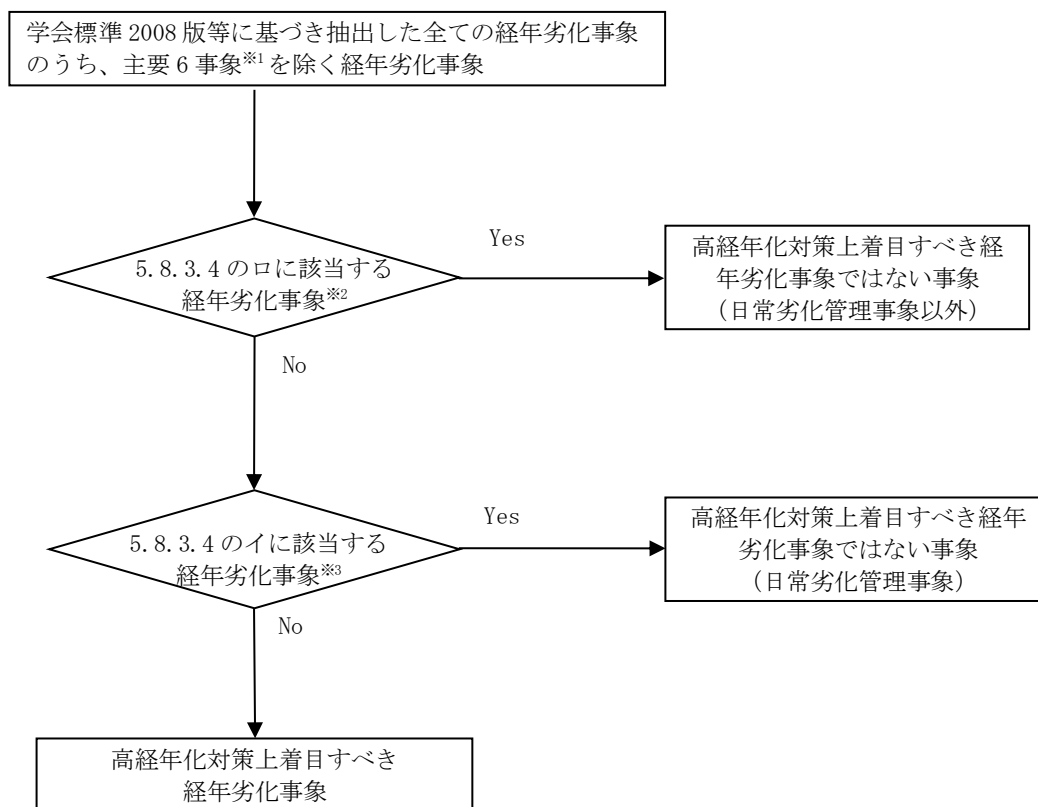 学会標準 2008 版等に基づき抽出した全ての経年劣化事象
のうち、主要 6 事象※1 を除く経年劣化事象
5.8.3.4 のロに該当する
経年劣化事象※2
Yes
高経年化対策上着目すべき経
年劣化事象ではない事象
（日常劣化管理事象以外）
No
5.8.3.4 のイに該当する
経年劣化事象※3
Yes
高経年化対策上着目すべき経年
劣化事象ではない事象
（日常劣化管理事象）
No
高経年化対策上着目すべき
経年劣化事象